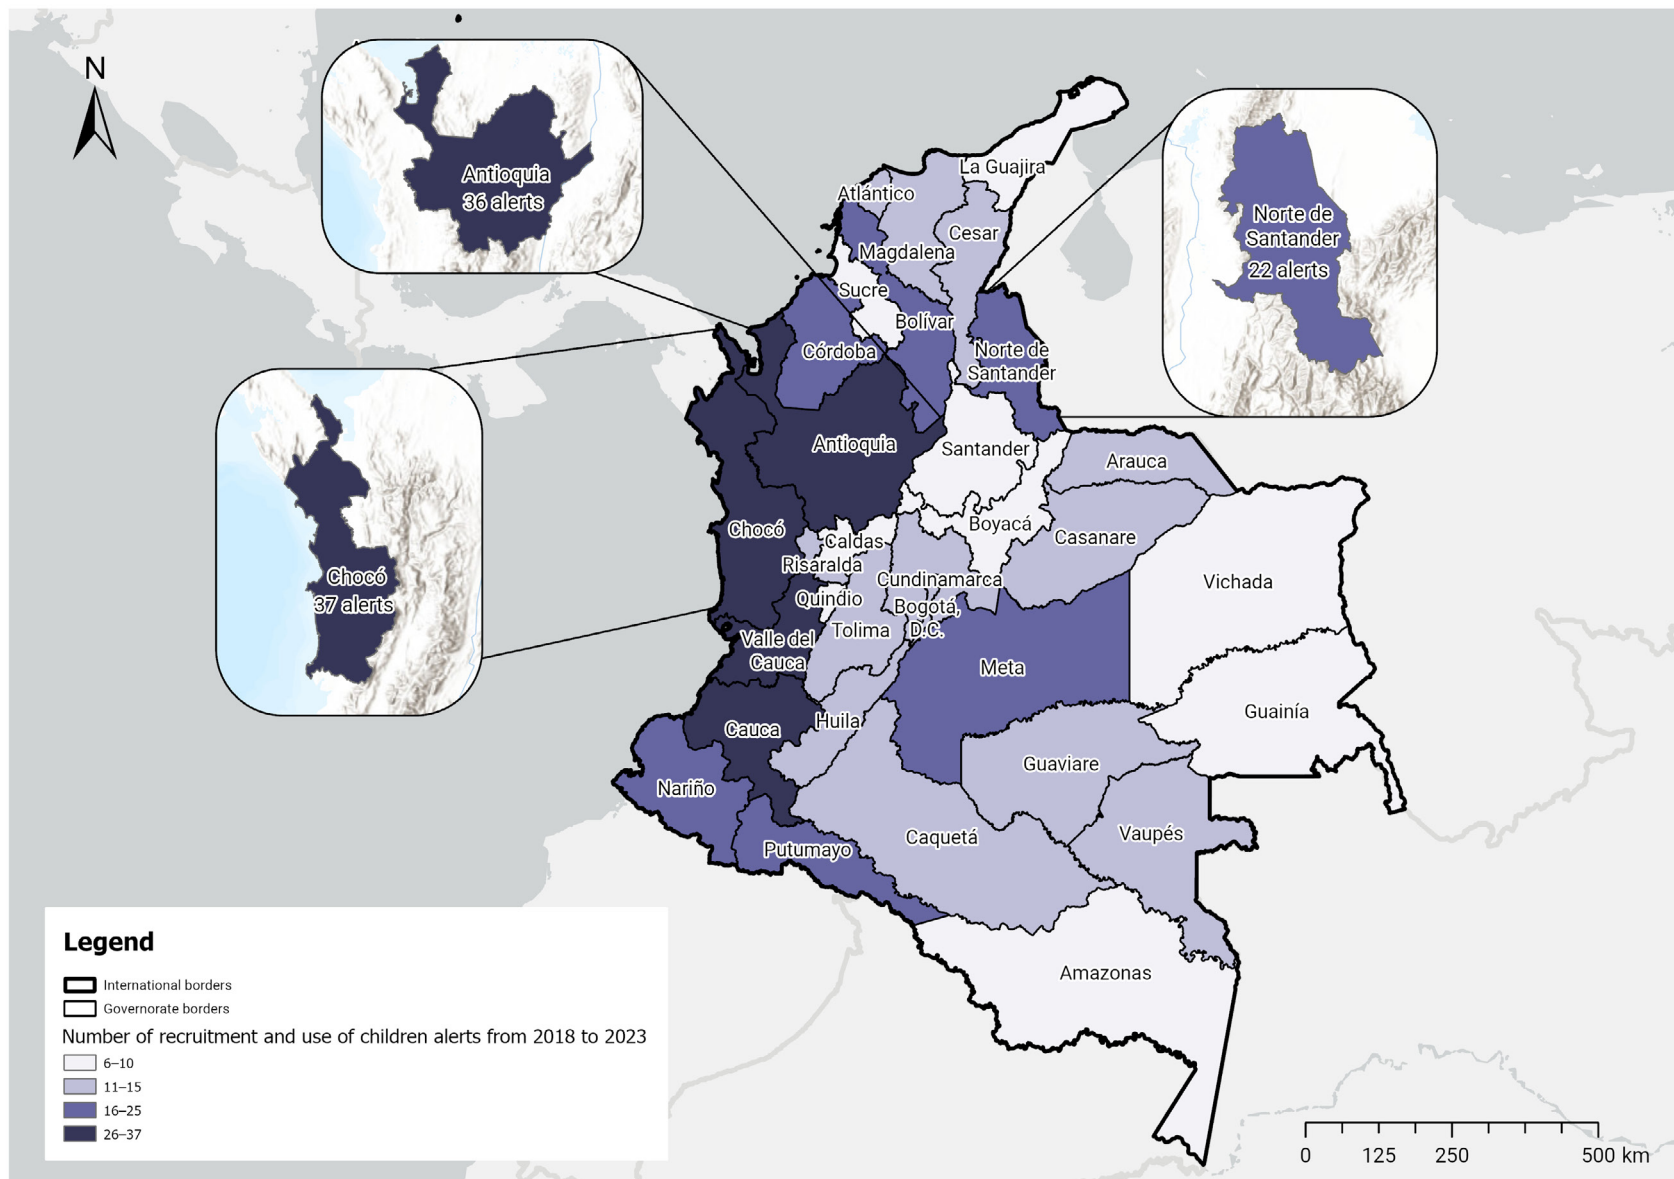 N
Antioquia
36 alerts
Norte de
Santander
22 alerts
Chocó
37 alerts
La Guajira
Atlántico
Cesar
Magdalena
Sucre
Bolívar
Córdoba
Norte de
Santander
Antioquia
Santander
Arauca
Chocó
Boyacá
Casanare
Caldas
Risaralda
Cundinamarca
Vichada
Quindio
Bogotá,
D.C.
Tolima
Valle del
Cauca
Meta
Guainía
Huila
Cauca
Guaviare
Nariño
Vaupés
Caquetá
Putumayo
Amazonas
Legend
International borders
Governorate borders
Number of recruitment and use of children alerts from 2018 to 2023
6–10
11–15
16–25
26–37
0 125 250 500 km